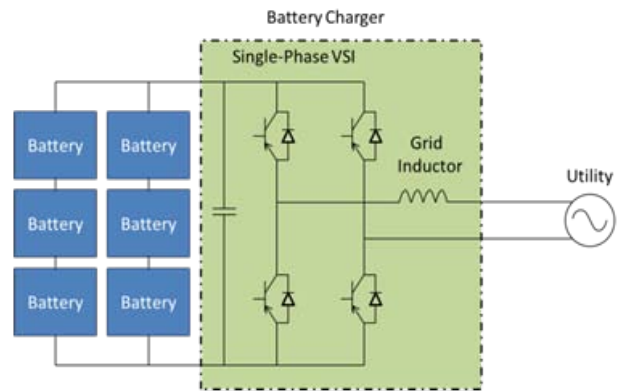 Battery Charger
Single-Phase VSI
Battery Battery
Grid
Inductor
Utility
Battery Battery
Battery Battery